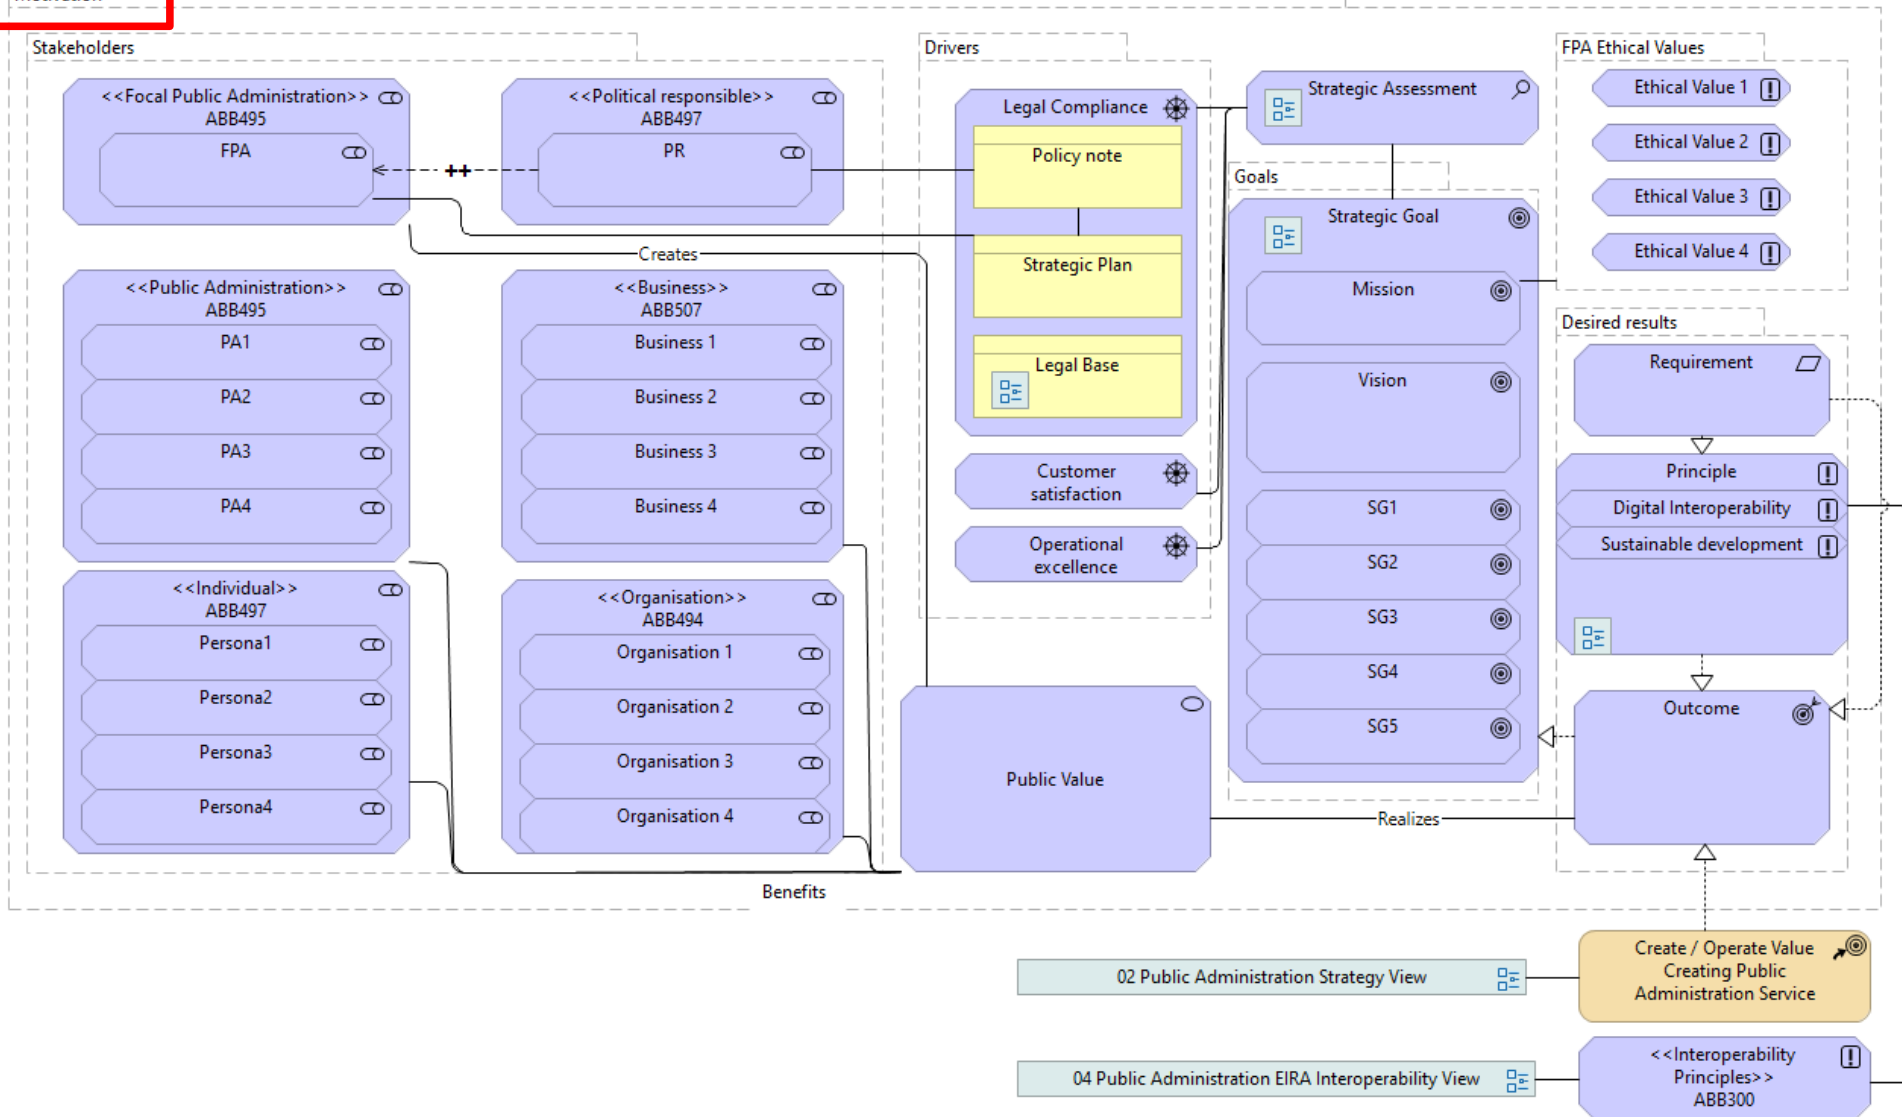 Motivation
Stakeholders
<<Focal Public Administration>>
ABB495
FPA
<<Political responsible>>
ABB497
PR
++
Creates
<<Public Administration>>
ABB495
PA1
PA2
PA3
PA4
<<Business>>
ABB507
Business 1
Business 2
Business 3
Business 4
<<Individual>>
ABB497
Persona1
Persona2
Persona3
Persona4
<<Organisation>>
ABB494
Organisation 1
Organisation 2
Organisation 3
Organisation 4
Benefits
Drivers
Legal Compliance
Policy note
Strategic Plan
Legal Base
Customer
satisfaction
Operational
excellence
Public Value
Strategic Assessment
Goals
Strategic Goal
Mission
Vision
SG1
SG2
SG3
SG4
SG5
Realizes
FPA Ethical Values
Ethical Value 1
Ethical Value 2
Ethical Value 3
Ethical Value 4
Desired results
Requirement
Principle
Digital Interoperability
Sustainable development
Outcome
02 Public Administration Strategy View
Create / Operate Value
Creating Public
Administration Service
04 Public Administration EIRA Interoperability View
<<Interoperability
Principles>>
ABB300